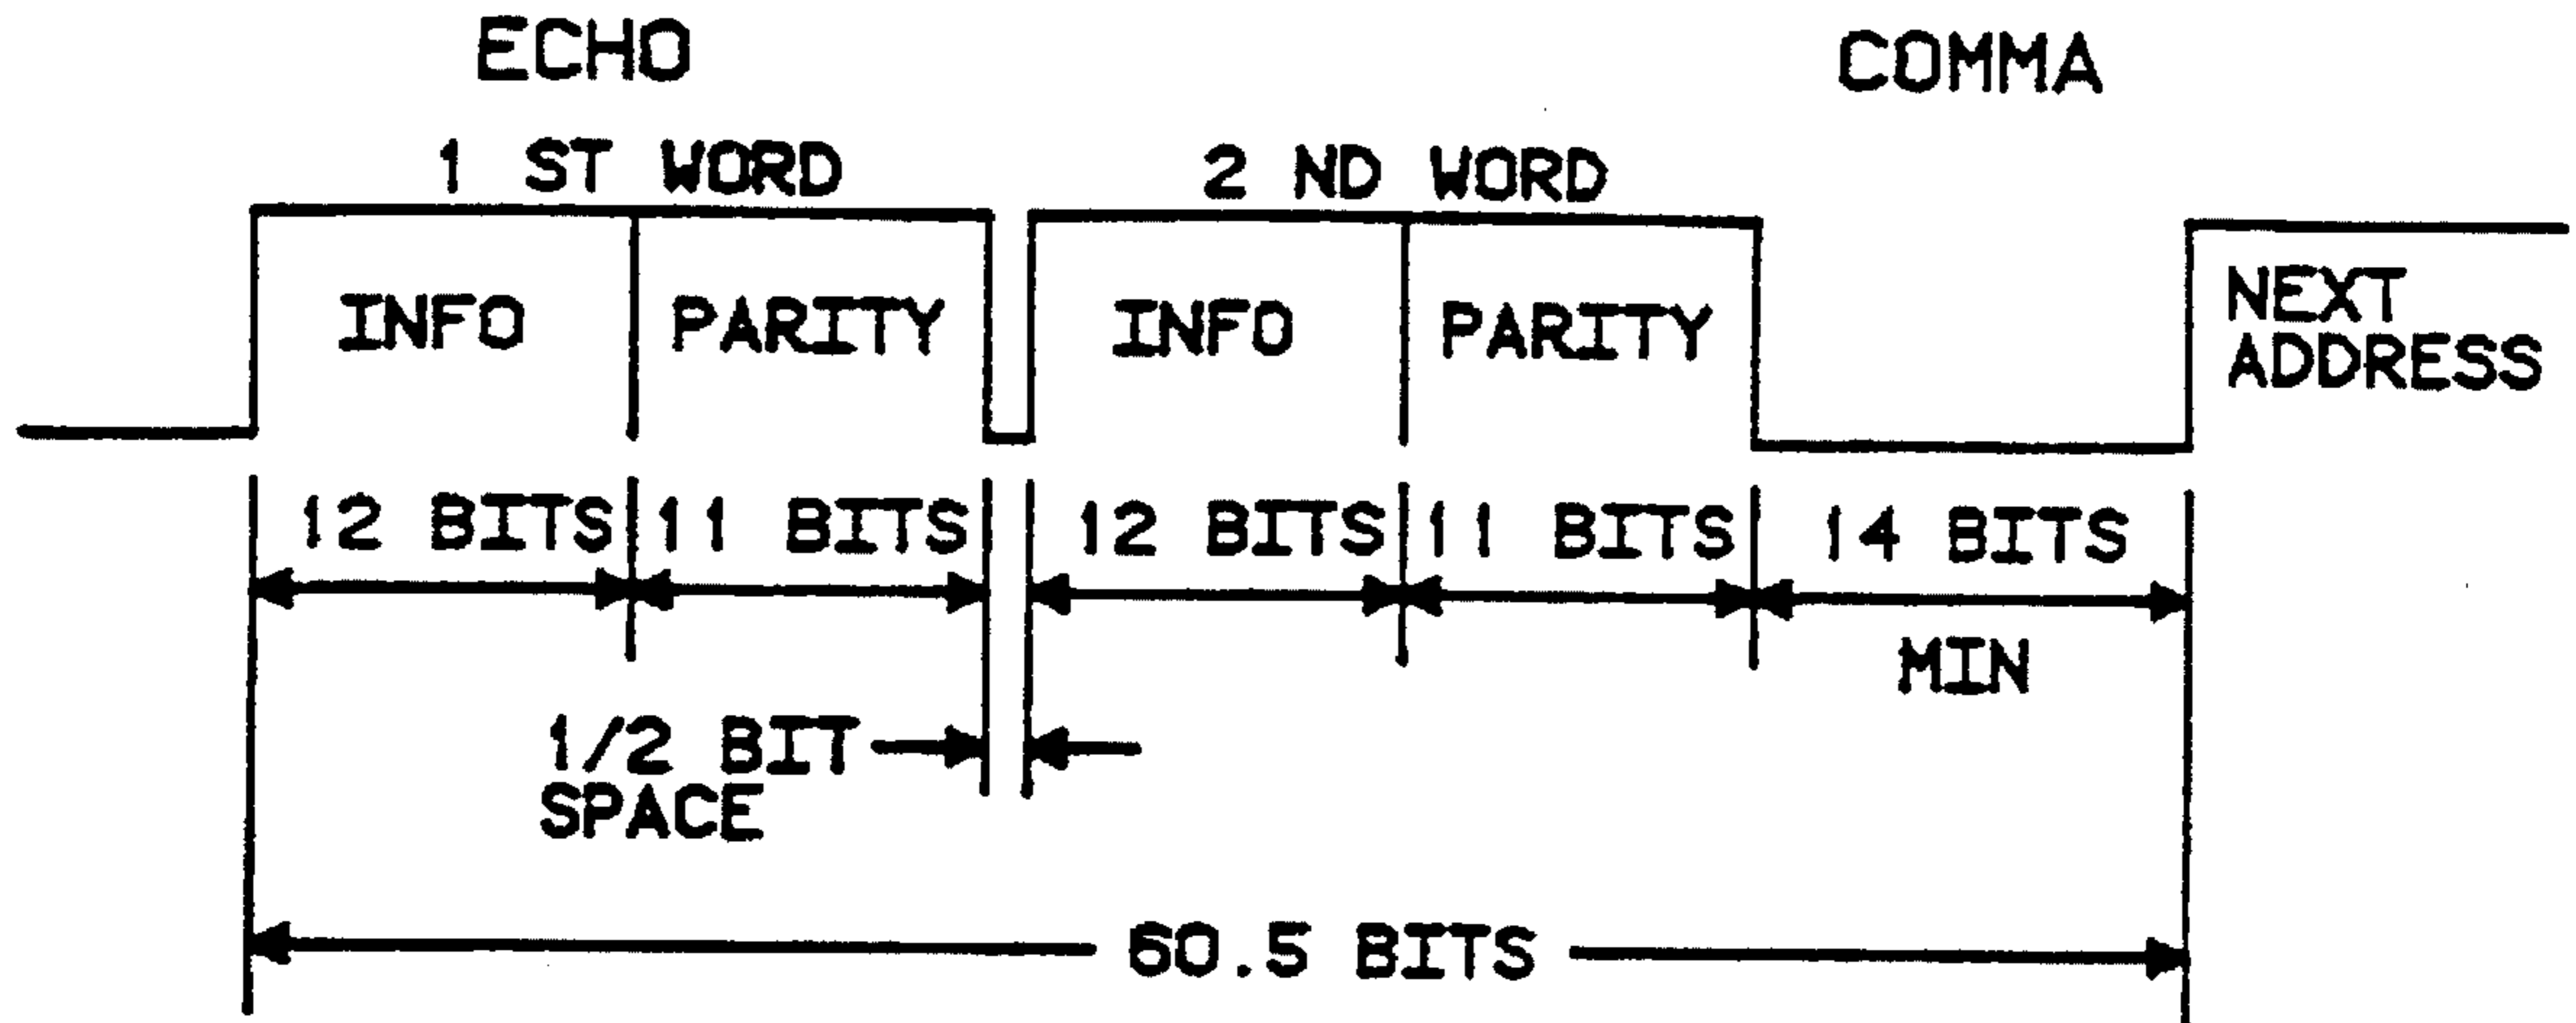 ECHO
COMMA
1 ST WORD
2 ND WORD
INFO
PARITY
INFO
PARITY
NEXT
ADDRESS
12 BITS
11 BITS
12 BITS
11 BITS
14 BITS
MIN
1/2 BIT
SPACE
60.5 BITS